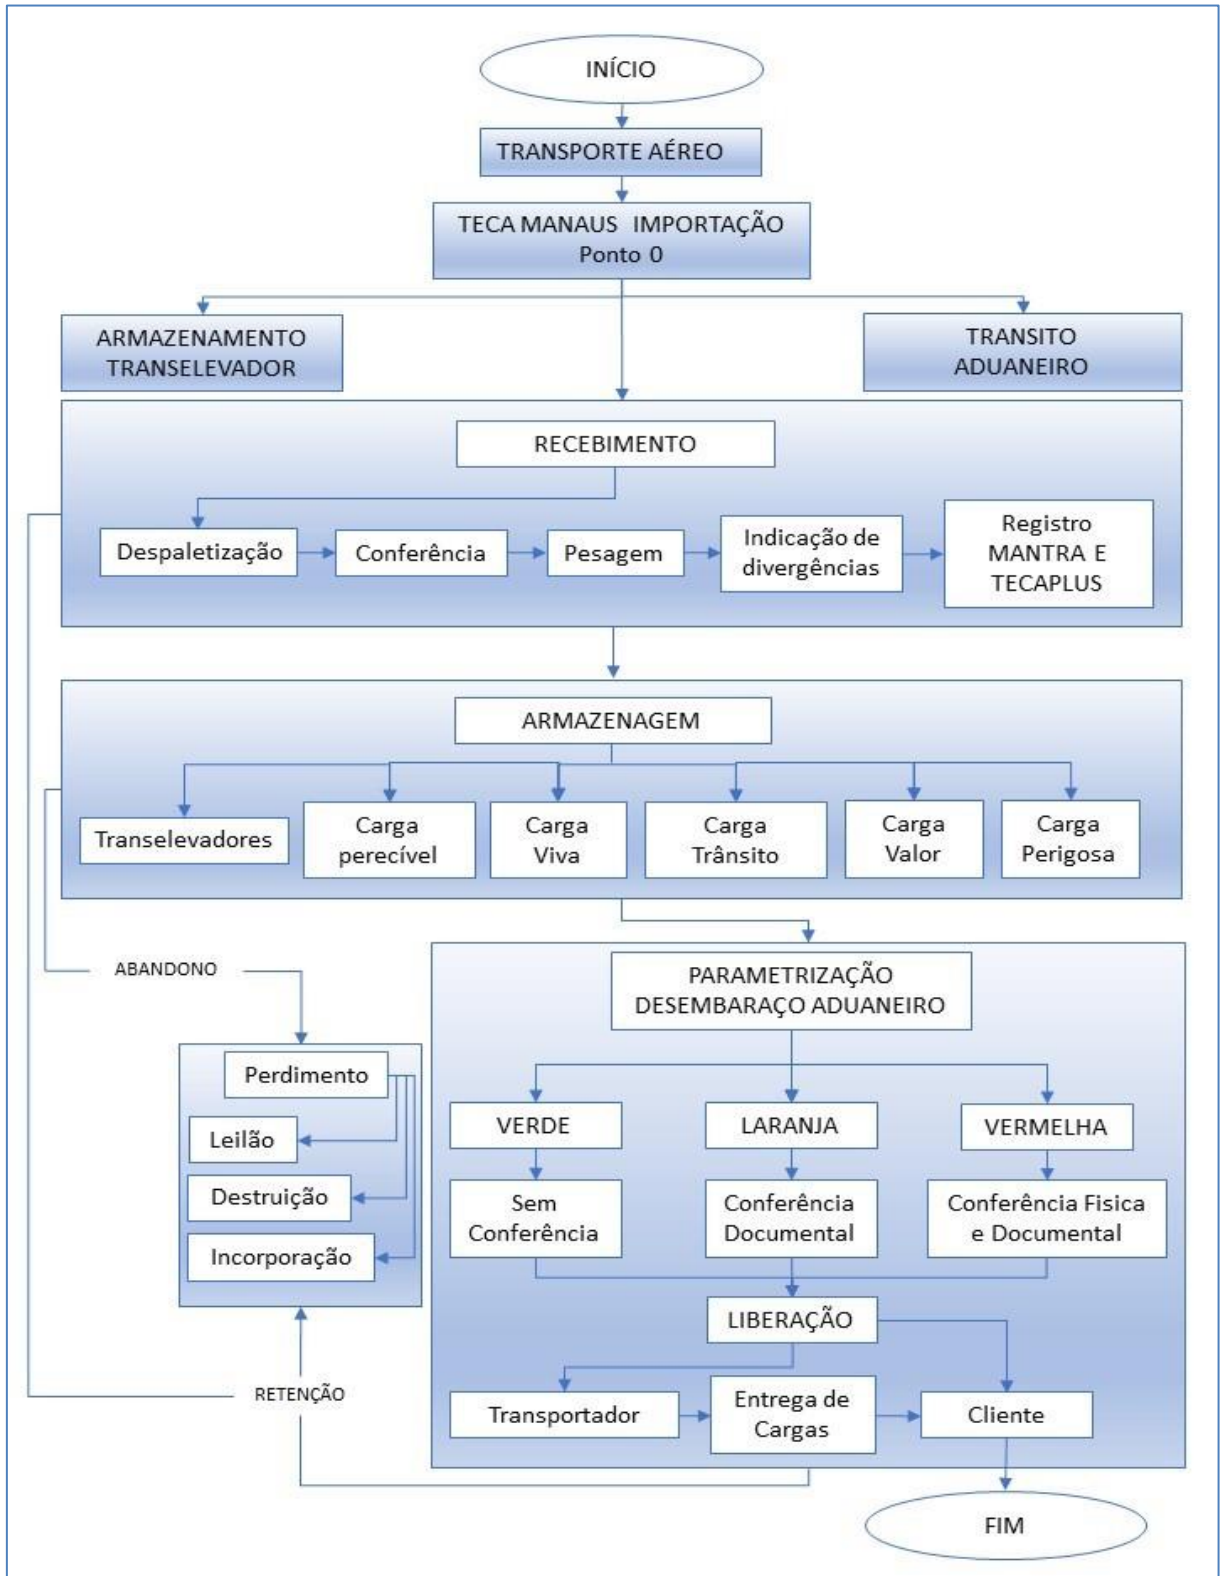 INÍCIO
TRANSPORTE AÉREO
TECA MANAUS IMPORTAÇÃO
Ponto 0
ARMAZENAMENTO
TRANSELEVADOR
TRANSITO
ADUANEIRO
RECEBIMENTO
Despaletização
Conferência
Pesagem
Indicação de
divergências
Registro
MANTRA E
TECAPLUS
ARMAZENAGEM
Transelevadores
Carga
perecível
Carga
Viva
Carga
Trânsito
Carga
Valor
Carga
Perigosa
ABANDONO
Perdimento
Leilão
Destruição
Incorporação
RETENÇÃO
PARAMETRIZAÇÃO
DESEMBARAÇO ADUANEIRO
VERDE
LARANJA
VERMELHA
Sem
Conferência
Conferência
Documental
Conferência Fisica
e Documental
LIBERAÇÃO
Transportador
Entrega de
Cargas
Cliente
FIM